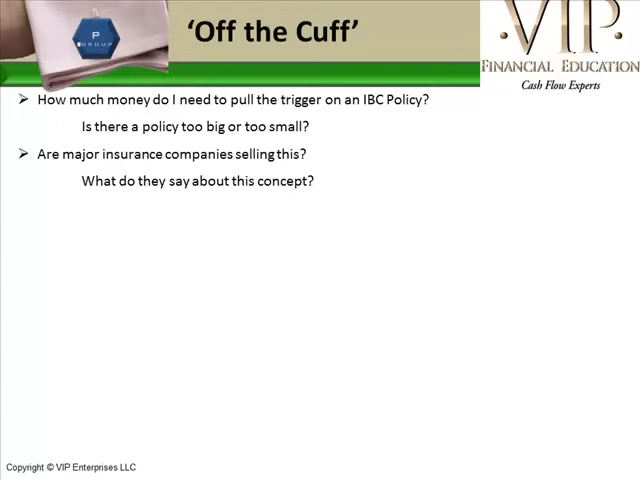 ‘Off the Cuff’
P
GROUP
VIP
FINANCIAL EDUCATION
Cash Flow Experts
How much money do I need to pull the trigger on an IBC Policy?
Is there a policy too big or too small?
Are major insurance companies selling this?
What do they say about this concept?
Copyright © VIP Enterprises LLC